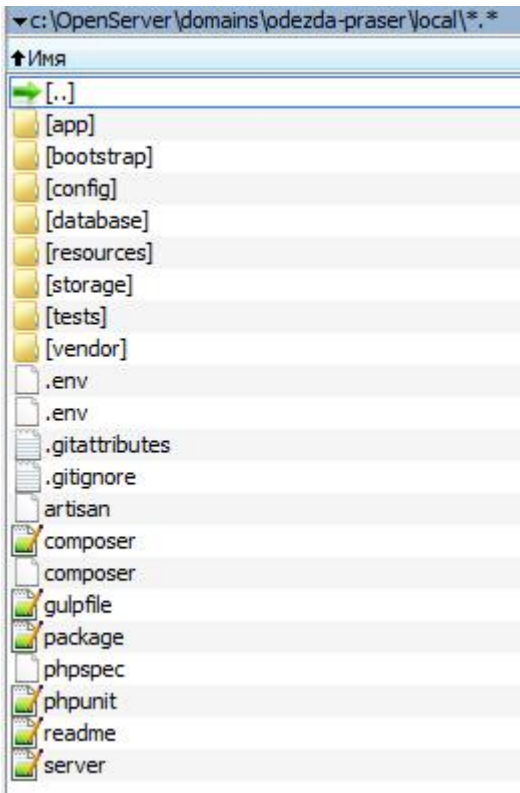 c:\OpenServer\domains\odezda-praser\local\*.*
Имя
[..]
[app]
[bootstrap]
[config]
[database]
[resources]
[storage]
[tests]
[vendor]
.env
.env
.gitattributes
.gitignore
artisan
composer
composer
gulpfile
package
phpspec
phpunit
readme
server